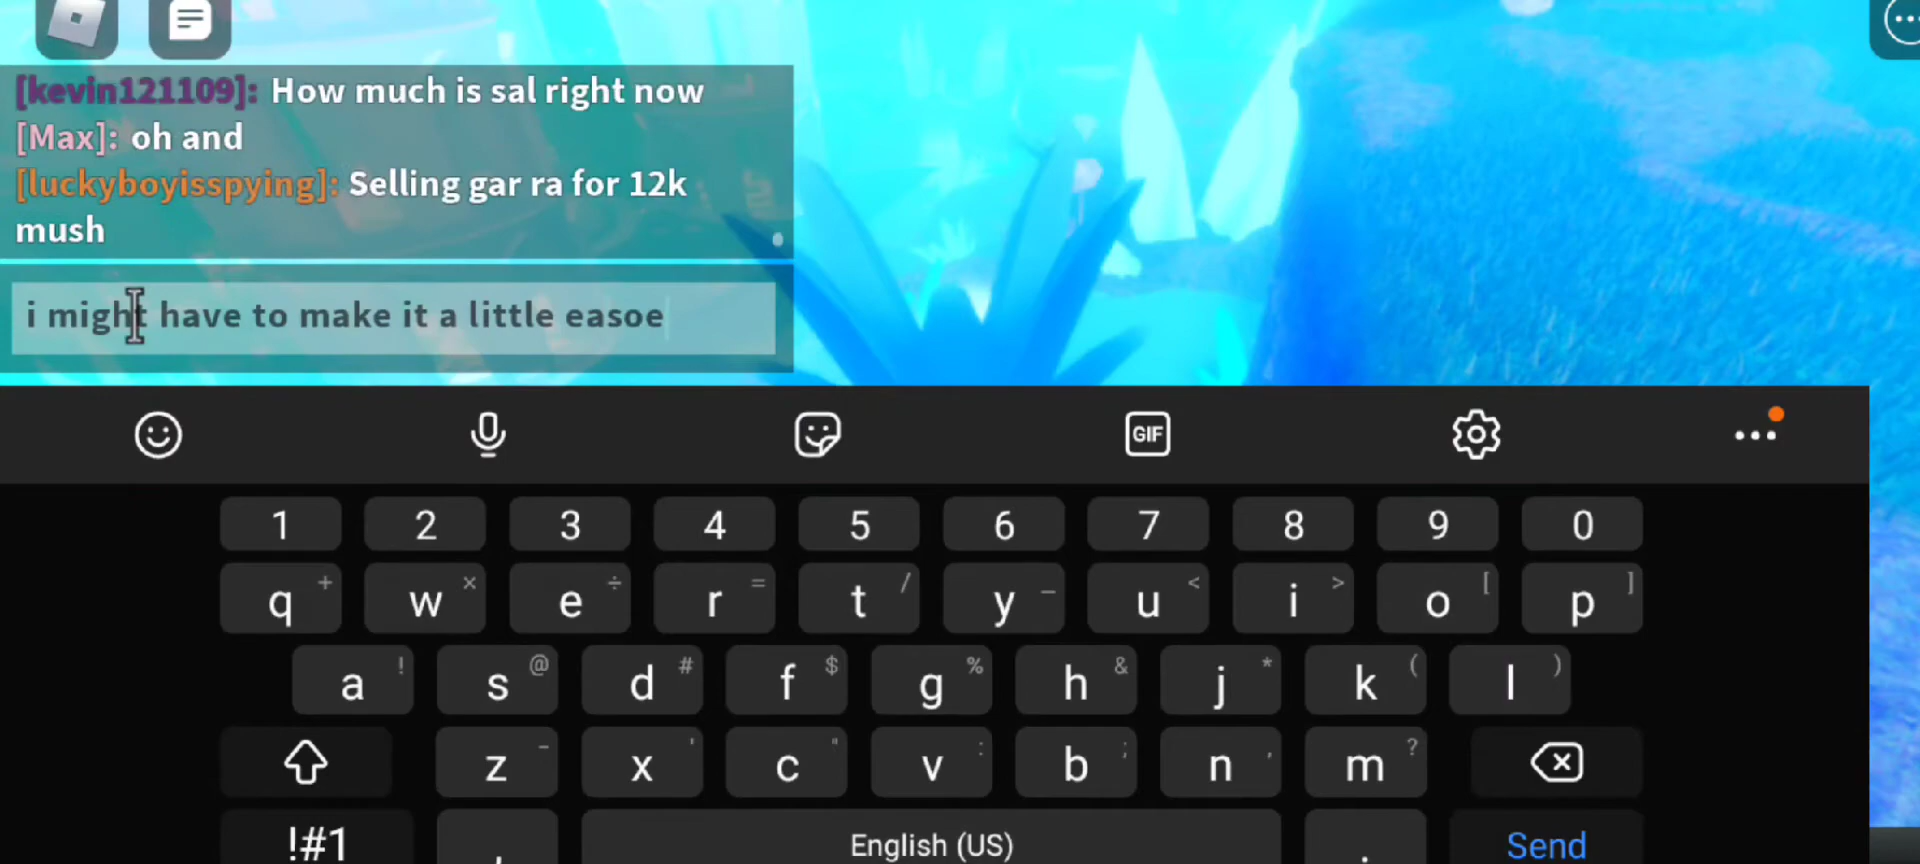 [kevin121109]: How much is sal right now
[Max]: oh and
[luckyboyisspying]: Selling gar ra for 12k
mush
i might have to make it a little easoe
GIF
1 2 3 4 5 6 7 8 9 0
q + w × e ÷ r = t / y _ u < i > o [ p ]
a ! s @ d # f $ g % h & j * k ( l )
z - x ' c " v : b ; n , m ?
!#1 , English (US) . Send